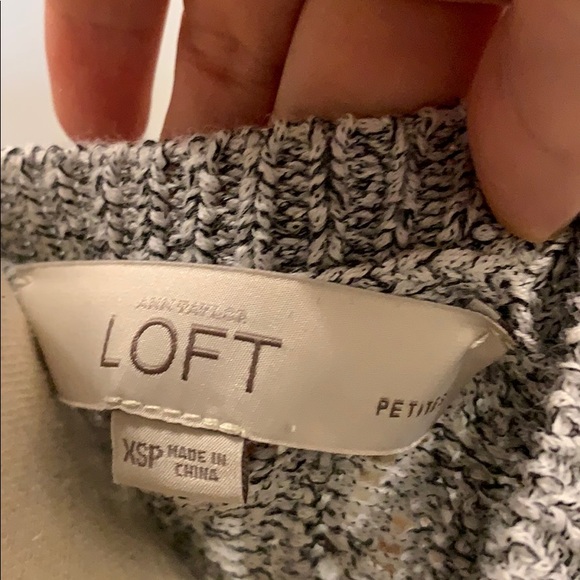 ANN TAYLOR
LOFT
PETITES
XSP
MADE IN
CHINA